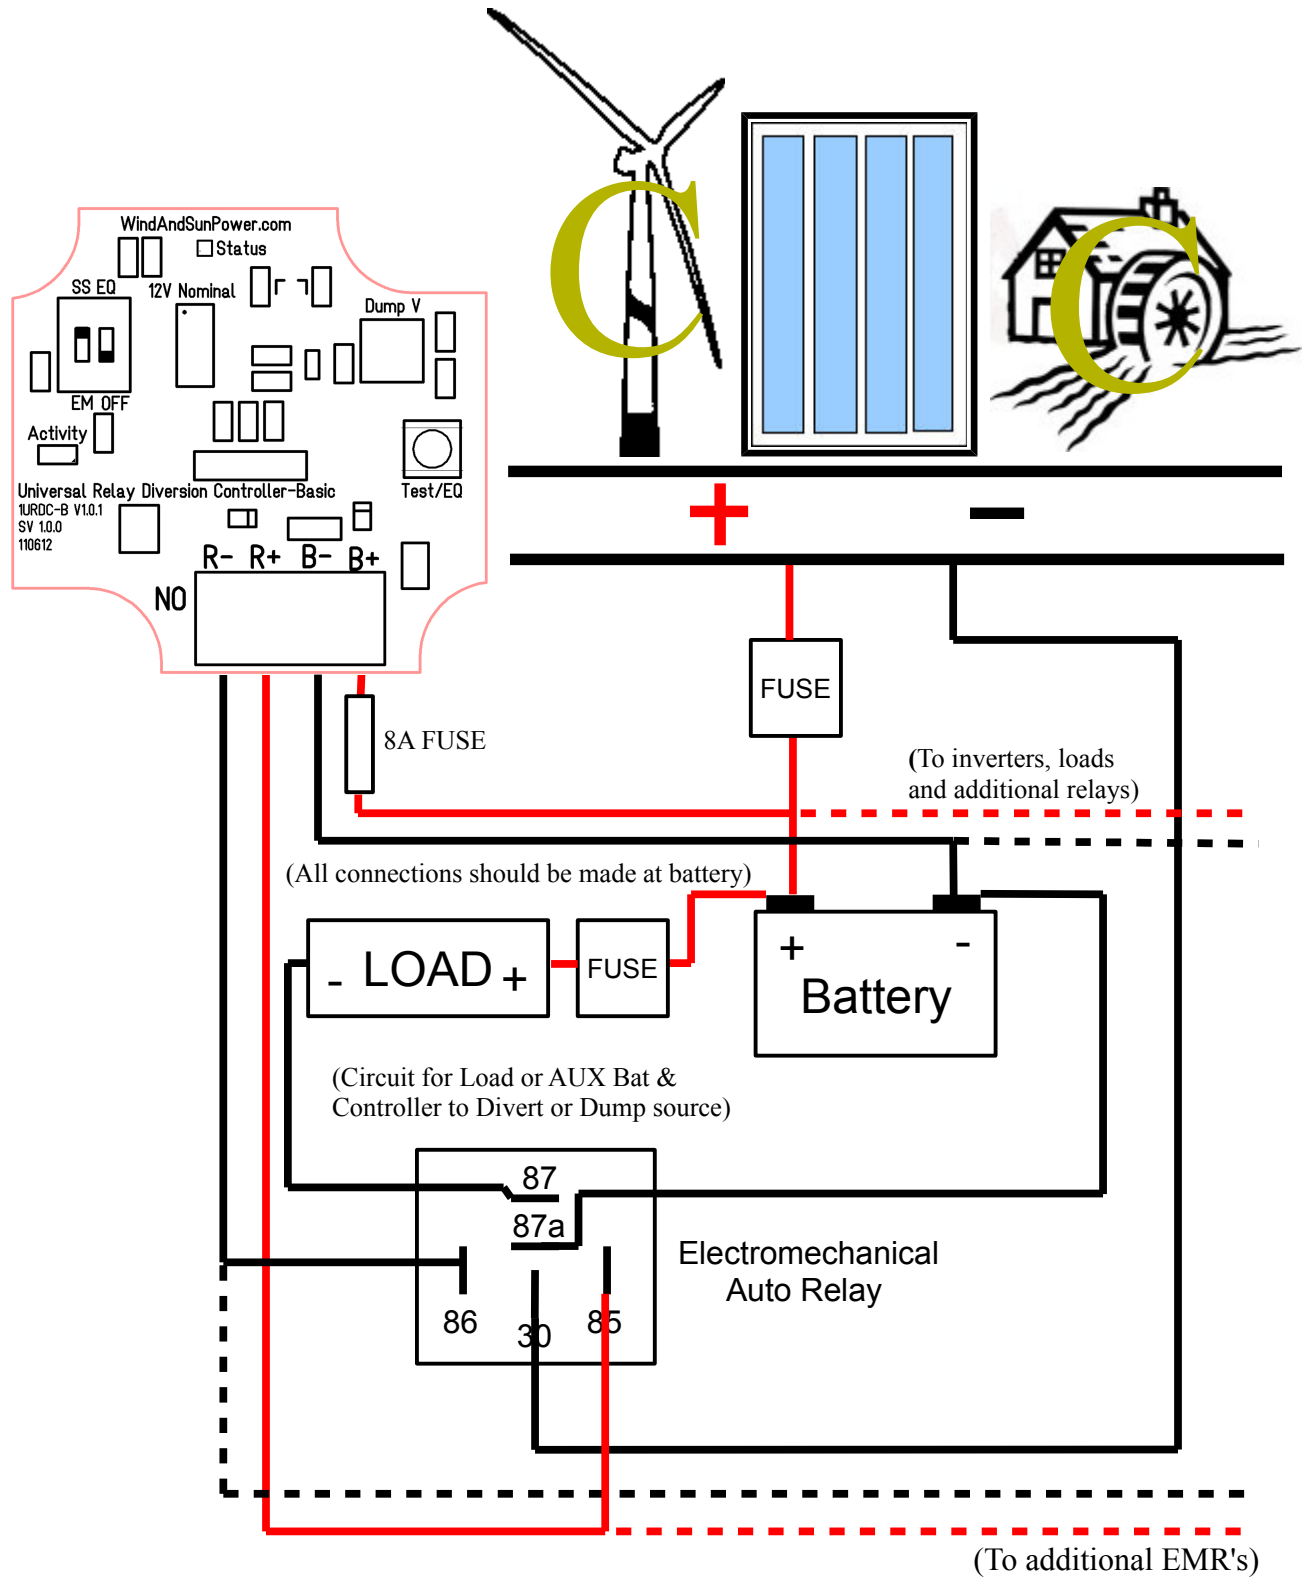 WindAndSunPower.com
Status
SS EQ
12V Nominal
Dump V
EM OFF
Activity
Test/EQ
Universal Relay Diversion Controller-Basic
1URDC-B V1.0.1
SV 1.0.0
110612
R- R+ B- B+
NO
C
C
+
-
FUSE
8A FUSE
(To inverters, loads
and additional relays)
(All connections should be made at battery)
- LOAD +
FUSE
+ -
Battery
(Circuit for Load or AUX Bat &
Controller to Divert or Dump source)
87
87a
86
30
85
Electromechanical
Auto Relay
(To additional EMR's)